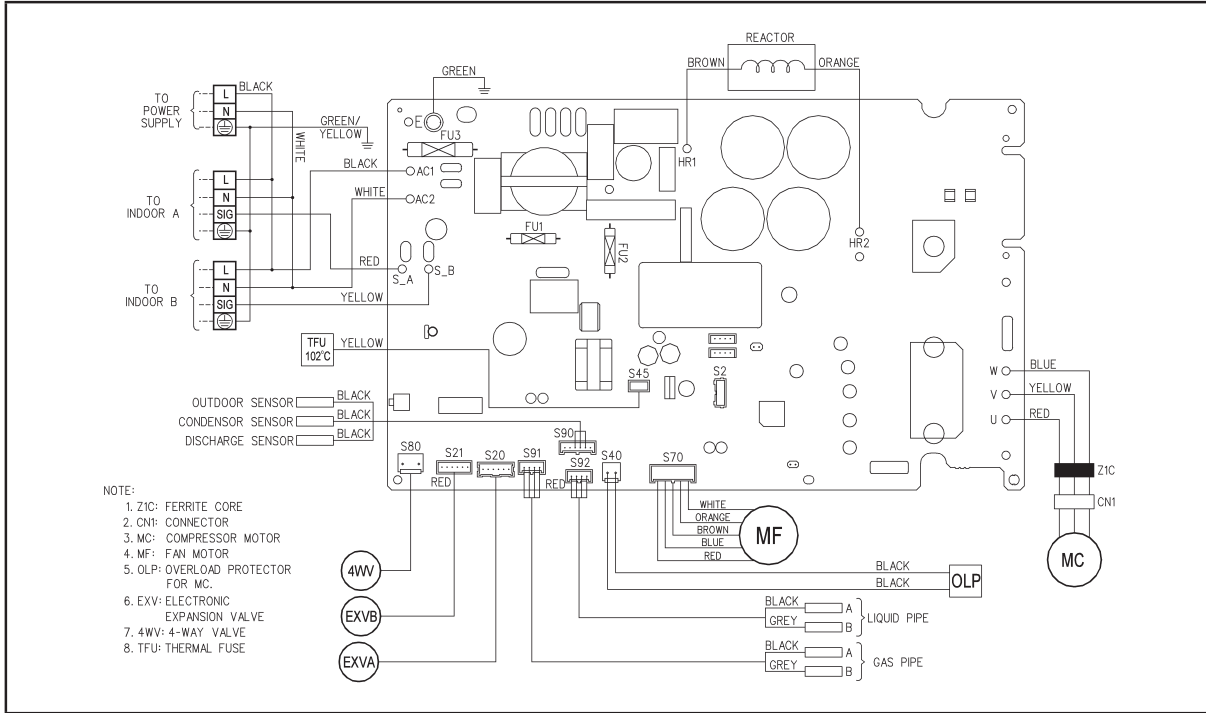 REACTOR
BROWN
ORANGE
HR1
HR2
GREEN
E
FU3
TO
POWER
SUPPLY
L
N
BLACK
GREEN/
YELLOW
WHITE
BLACK
AC1
WHITE
AC2
TO
INDOOR A
L
N
SIG
RED
S_A
S_B
TO
INDOOR B
L
N
SIG
YELLOW
FU1
FU2
TFU
102°C
YELLOW
S45
S2
OUTDOOR SENSOR
BLACK
CONDENSOR SENSOR
BLACK
DISCHARGE SENSOR
BLACK
W
BLUE
V
YELLOW
U
RED
Z1C
CN1
MC
S80
S21
S20
S91
S90
S92
S40
S70
RED
RED
WHITE
ORANGE
BROWN
BLUE
RED
MF
BLACK
BLACK
OLP
BLACK
A
GREY
B
LIQUID PIPE
BLACK
A
GREY
B
GAS PIPE
4WV
EXVB
EXVA
NOTE:
1. Z1C: FERRITE CORE
2. CN1: CONNECTOR
3. MC: COMPRESSOR MOTOR
4. MF: FAN MOTOR
5. OLP: OVERLOAD PROTECTOR
FOR MC.
6. EXV: ELECTRONIC
EXPANSION VALVE
7. 4WV: 4-WAY VALVE
8. TFU: THERMAL FUSE